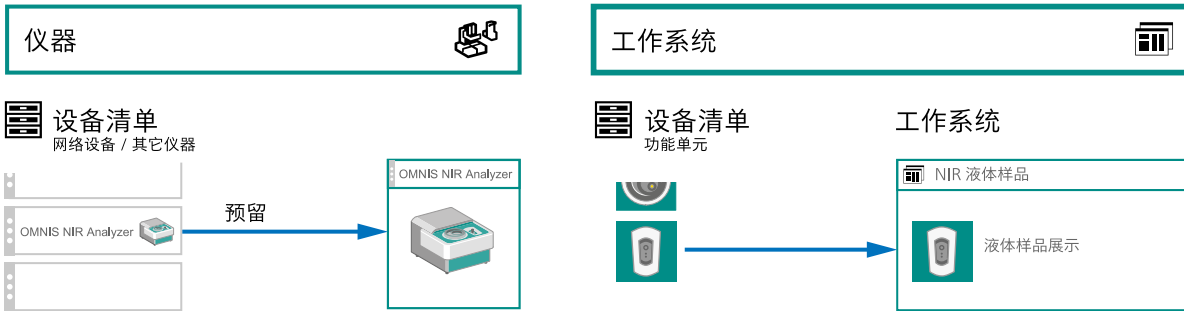 仪器
设备清单
网络设备 / 其它仪器
OMNIS NIR Analyzer
预留
OMNIS NIR Analyzer
工作系统
设备清单
功能单元
工作系统
NIR 液体样品
液体样品展示